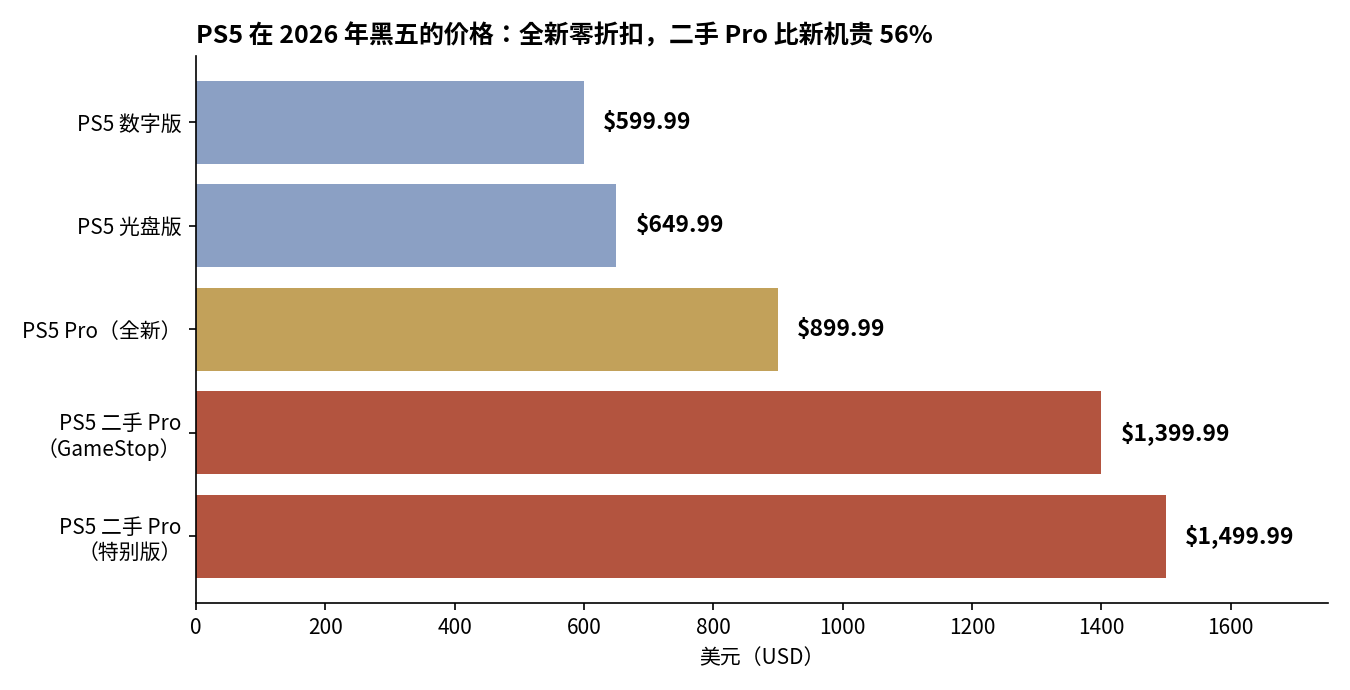 PS5 在 2026 年黑五的价格：全新零折扣，二手 Pro 比新机贵 56%
PS5 数字版
$599.99
PS5 光盘版
$649.99
PS5 Pro（全新）
$899.99
PS5 二手 Pro
（GameStop）
$1,399.99
PS5 二手 Pro
（特别版）
$1,499.99
0 200 400 600 800 1000 1200 1400 1600
美元（USD）